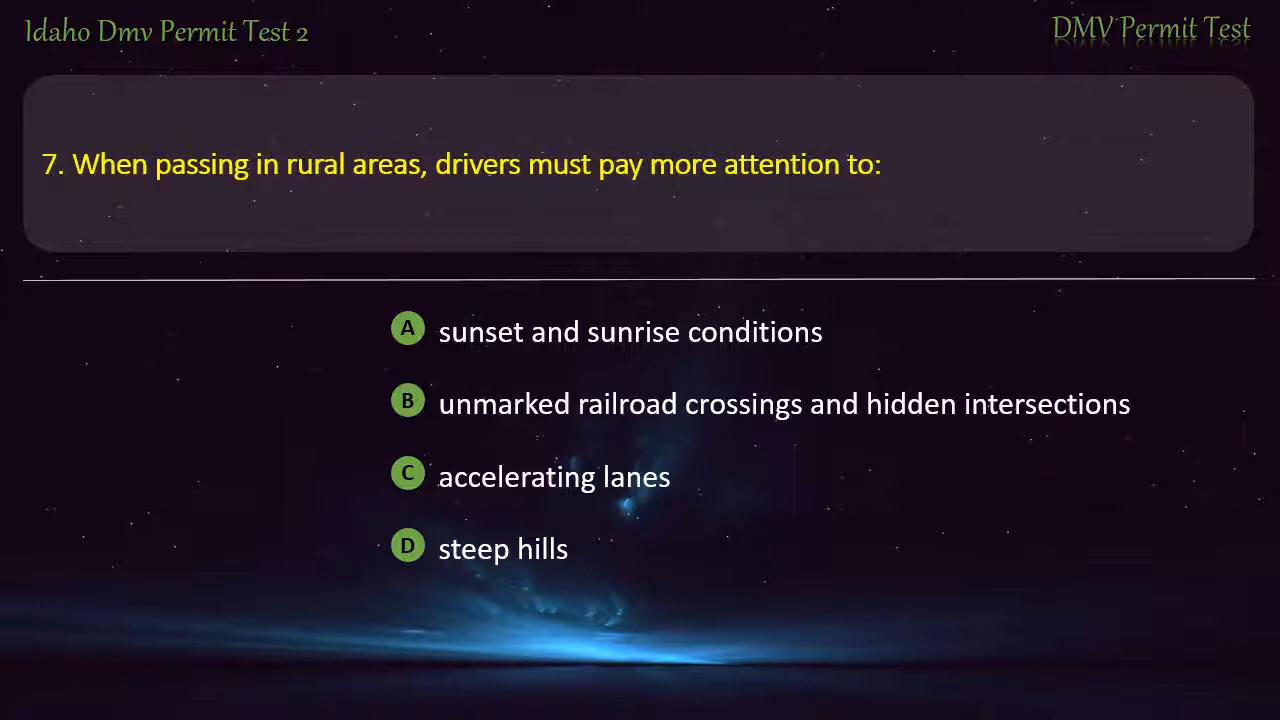 Idaho Dmv Permit Test 2
DMV Permit Test
7. When passing in rural areas, drivers must pay more attention to:
A sunset and sunrise conditions
B unmarked railroad crossings and hidden intersections
C accelerating lanes
D steep hills